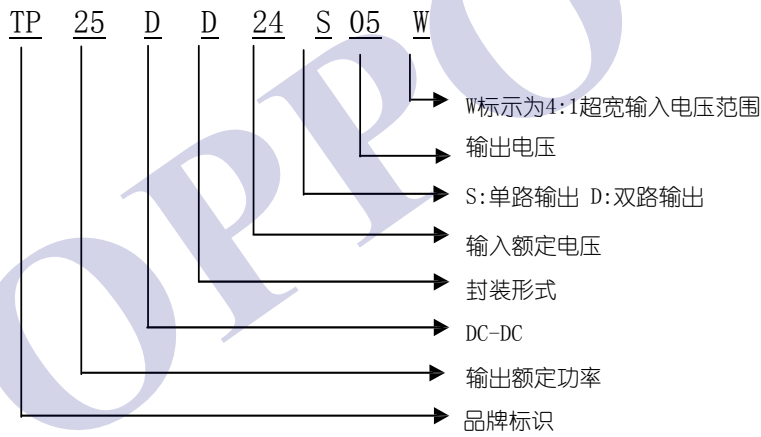 TP 25 D D 24 S 05 W
W标示为4:1超宽输入电压范围
输出电压
S:单路输出 D:双路输出
输入额定电压
封装形式
DC-DC
输出额定功率
品牌标识
OPPO